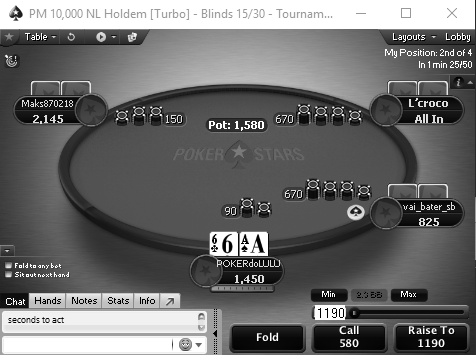 PM 10,000 NL Holdem [Turbo] - Blinds 15/30 - Tournam...
Table
Layouts
Lobby
My Position: 2nd of 4
In 1 min 25/50
i
Maks870218
2,145
150
Pot: 1,580
670
L'croco
All In
POKER STARS
670
90
vai_bater_sb
825
6 6 A A
POKERdoLULU
1,450
Fold to any bet
Sit out next hand
Chat Hands Notes Stats Info
seconds to act
Min 2.3 BB Max
1190
Fold
Call
580
Raise To
1190